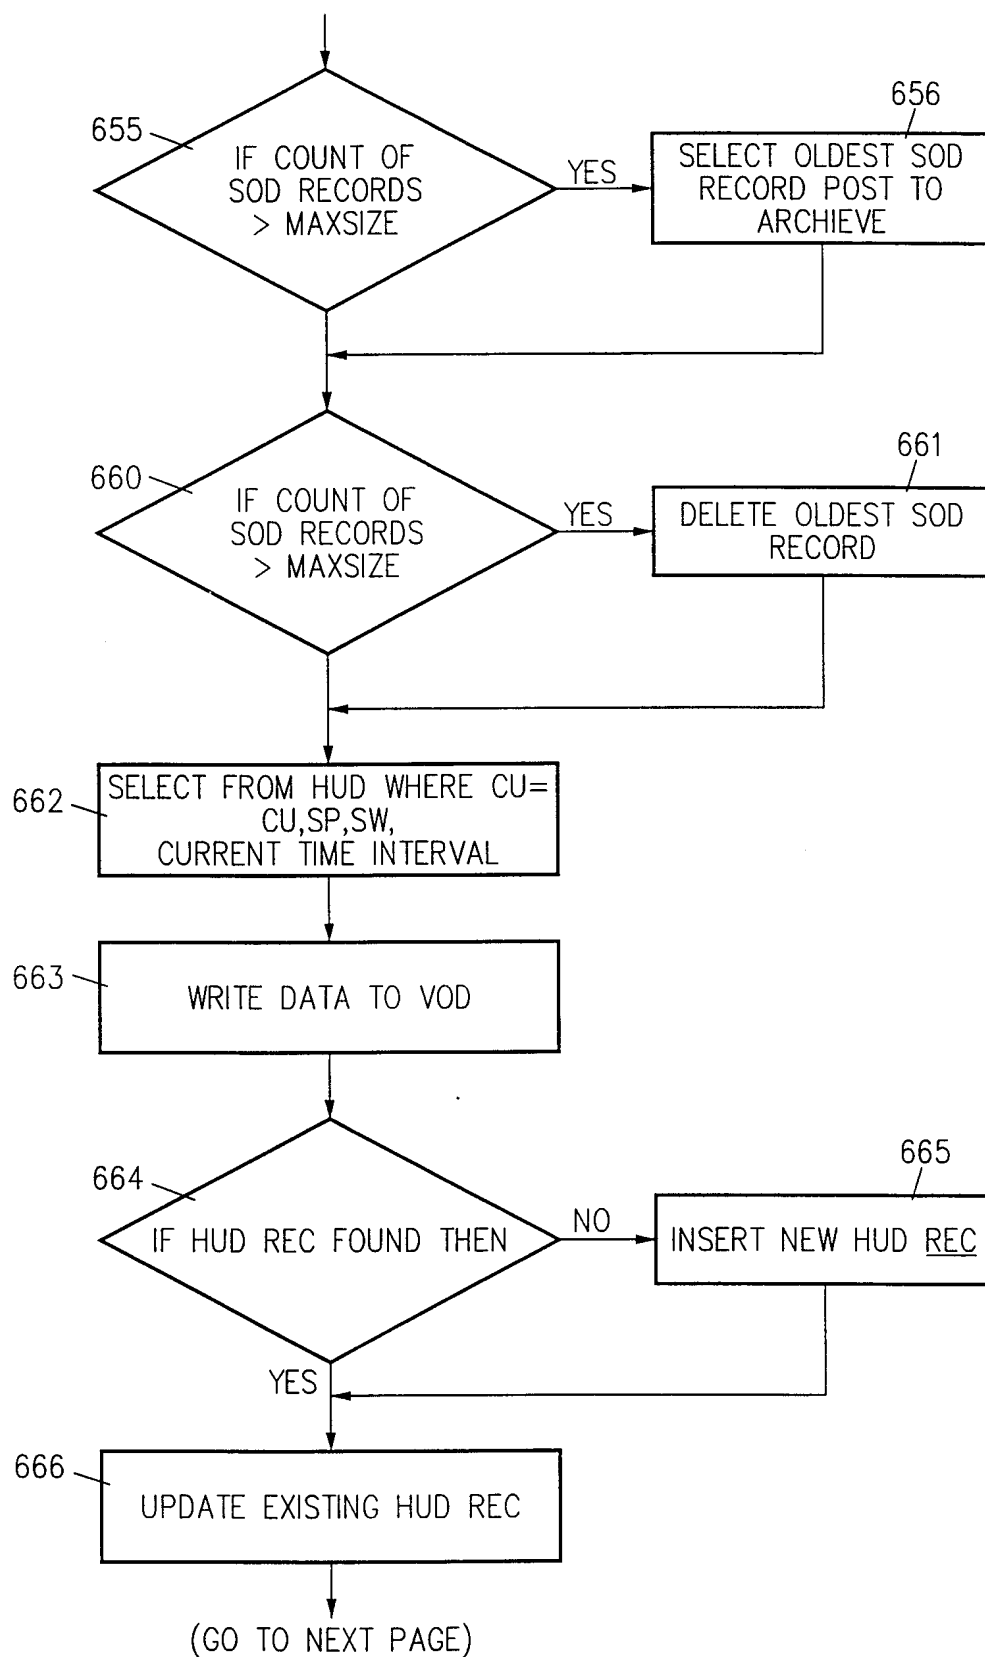 655
IF COUNT OF
SOD RECORDS
> MAXSIZE
YES
656
SELECT OLDEST SOD
RECORD POST TO
ARCHIEVE
660
IF COUNT OF
SOD RECORDS
> MAXSIZE
YES
661
DELETE OLDEST SOD
RECORD
662
SELECT FROM HUD WHERE CU=
CU,SP,SW,
CURRENT TIME INTERVAL
663
WRITE DATA TO VOD
664
IF HUD REC FOUND THEN
NO
665
INSERT NEW HUD REC
YES
666
UPDATE EXISTING HUD REC
(GO TO NEXT PAGE)